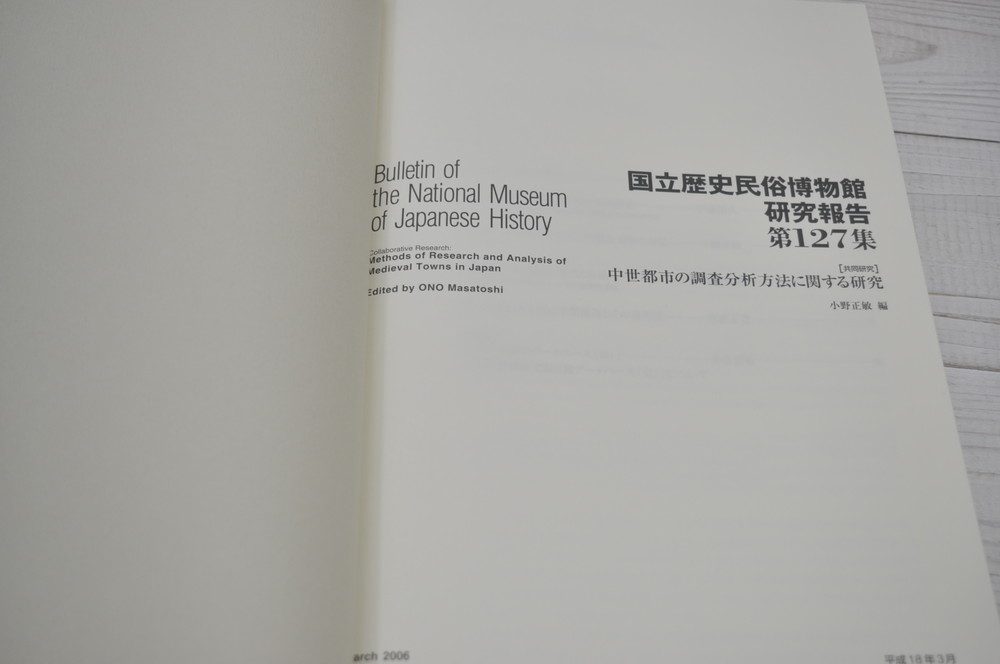 Bulletin of
the National Museum
of Japanese History
Collaborative Research:
Methods of Research and Analysis of
Medieval Towns in Japan
Edited by ONO Masatoshi
国立歴史民俗博物館
研究報告
第127集
[共同研究]
中世都市の調査分析方法に関する研究
小野正敏 編
arch 2006
平成18年3月